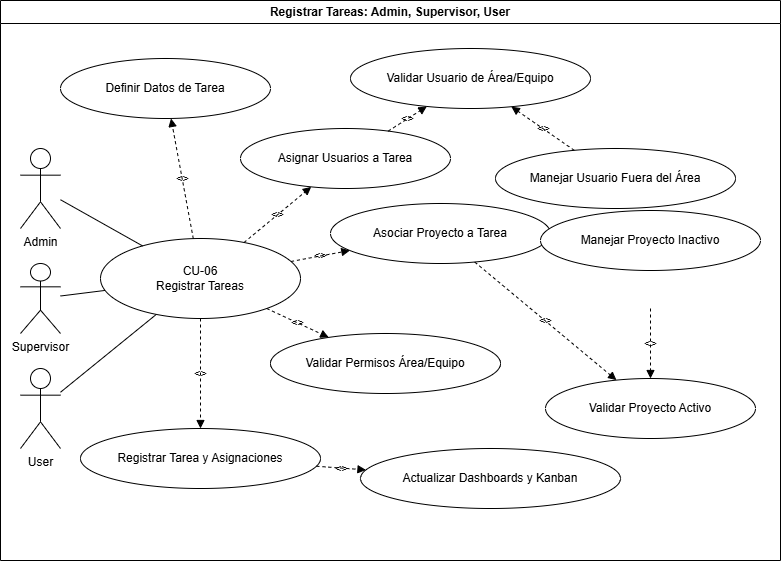 Registrar Tareas: Admin, Supervisor, User
Definir Datos de Tarea
Validar Usuario de Área/Equipo
Asignar Usuarios a Tarea
Manejar Usuario Fuera del Área
Admin
Asociar Proyecto a Tarea
Manejar Proyecto Inactivo
CU-06
Registrar Tareas
Supervisor
Validar Permisos Área/Equipo
Validar Proyecto Activo
User
Registrar Tarea y Asignaciones
Actualizar Dashboards y Kanban